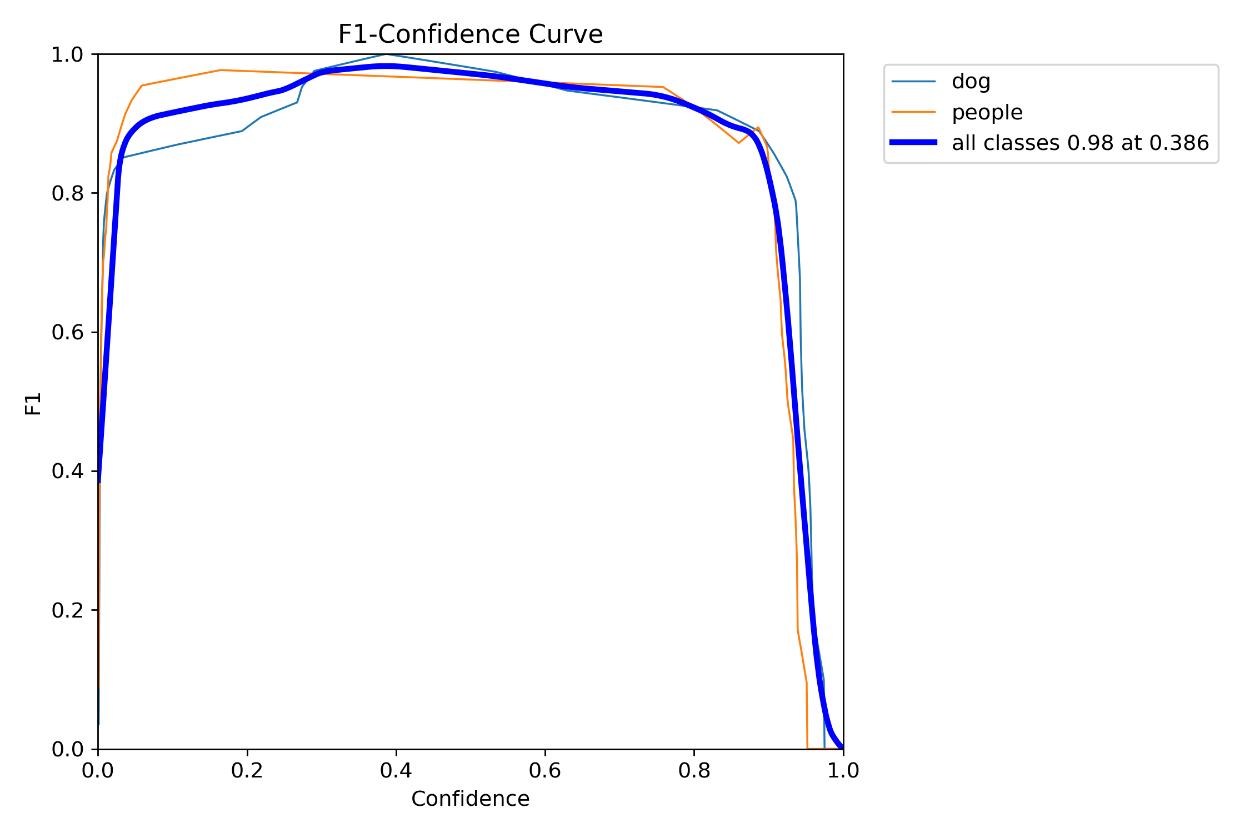 F1-Confidence Curve
1.0
0.8
0.6
0.4
0.2
0.0
F1
0.0 0.2 0.4 0.6 0.8 1.0
Confidence
dog
people
all classes 0.98 at 0.386